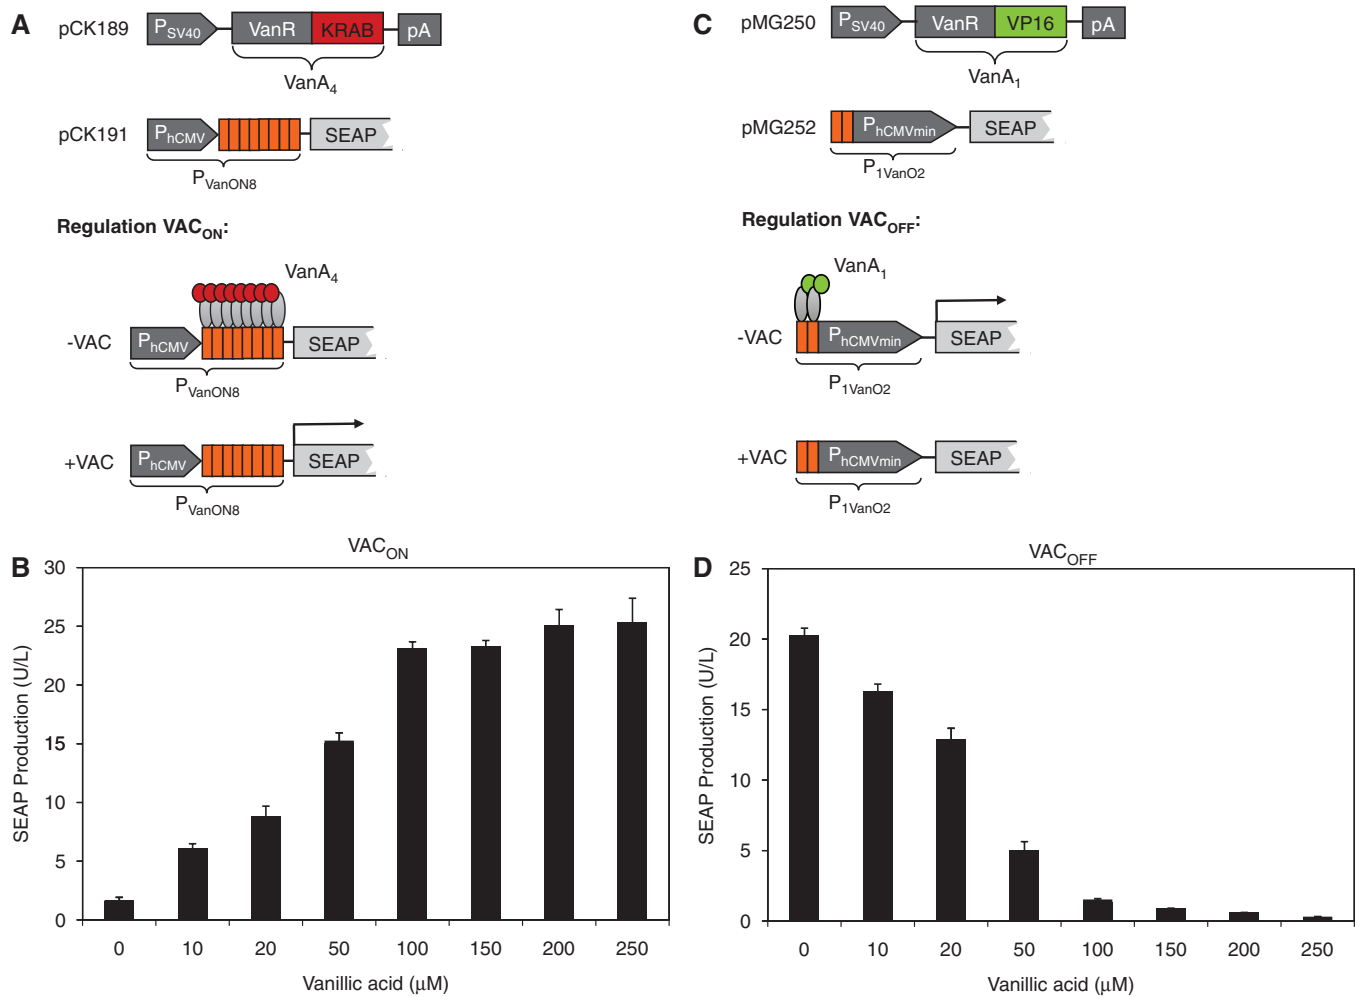 A
pCK189 PSV40 VanR KRAB pA
VanA4
pCK191 PhCMV SEAP
PVanON8
Regulation VACON:
VanA4
-VAC PhCMV SEAP
PVanON8
+VAC PhCMV SEAP
PVanON8
B
VACON
SEAP Production (U/L)
30
25
20
15
10
5
0
0 10 20 50 100 150 200 250
Vanillic acid (μM)
C
pMG250 PSV40 VanR VP16 pA
VanA1
pMG252 PhCMVmin SEAP
P1VanO2
Regulation VACOFF:
VanA1
-VAC PhCMVmin SEAP
P1VanO2
+VAC PhCMVmin SEAP
P1VanO2
D
VACOFF
SEAP Production (U/L)
25
20
15
10
5
0
0 10 20 50 100 150 200 250
Vanillic acid (μM)